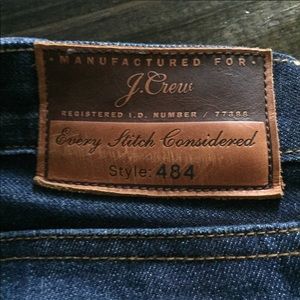 · MANUFACTURED FOR ·
J.Crew
REGISTERED I.D. NUMBER / 77388
Every Stitch Considered
Style: 484